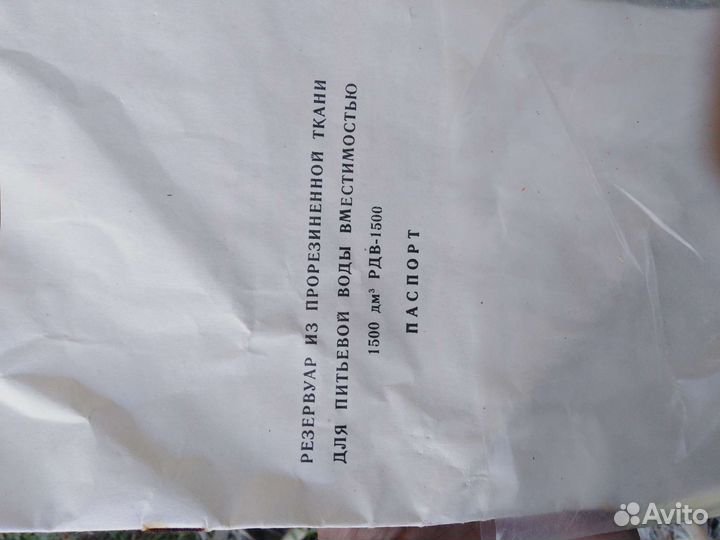 РЕЗЕРВУАР ИЗ ПРОРЕЗИНЕННОЙ ТКАНИ
ДЛЯ ПИТЬЕВОЙ ВОДЫ ВМЕСТИМОСТЬЮ
1500 дм³ РДВ-1500
ПАСПОРТ
Avito